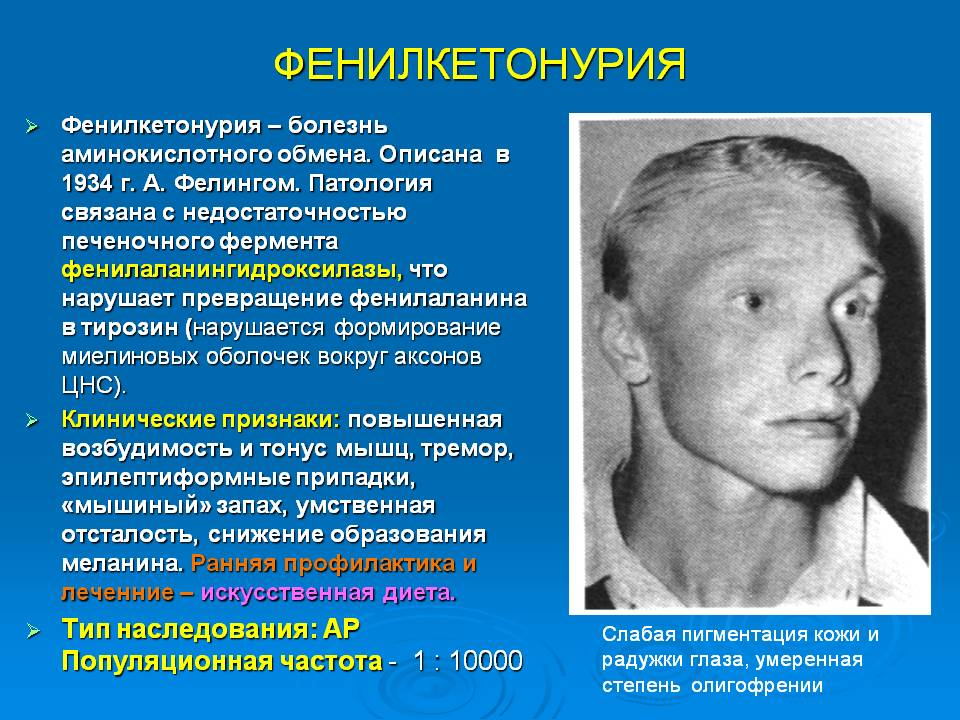 ФЕНИЛКЕТОНУРИЯ
Фенилкетонурия – болезнь
аминокислотного обмена. Описана в
1934 г. А. Фелингом. Патология
связана с недостаточностью
печеночного фермента
фенилаланингидроксилазы, что
нарушает превращение фенилаланина
в тирозин (нарушается формирование
миелиновых оболочек вокруг аксонов
ЦНС).
Клинические признаки: повышенная
возбудимость и тонус мышц, тремор,
эпилептиформные припадки,
«мышиный» запах, умственная
отсталость, снижение образования
меланина. Ранняя профилактика и
леченние – искусственная диета.
Тип наследования: АР
Популяционная частота - 1 : 10000
Слабая пигментация кожи и
радужки глаза, умеренная
степень олигофрении